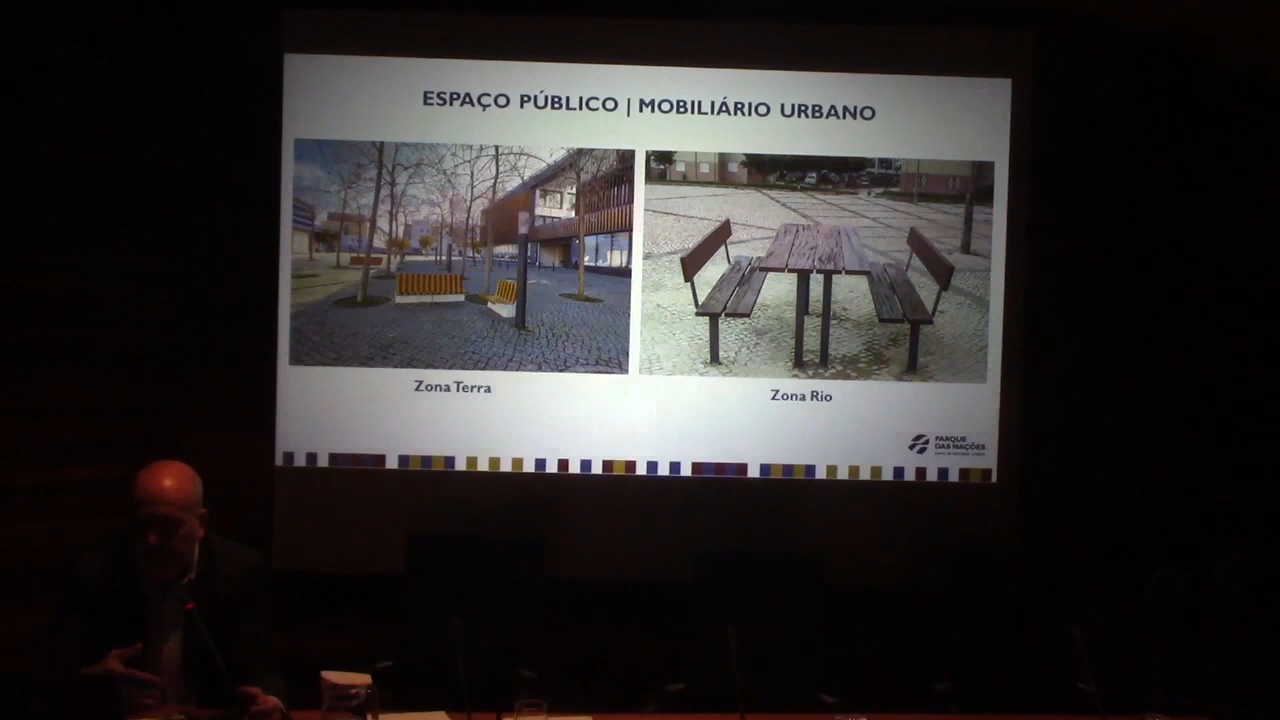 ESPAÇO PÚBLICO | MOBILIÁRIO URBANO
Zona Terra
Zona Rio
PARQUE
DAS NAÇÕES